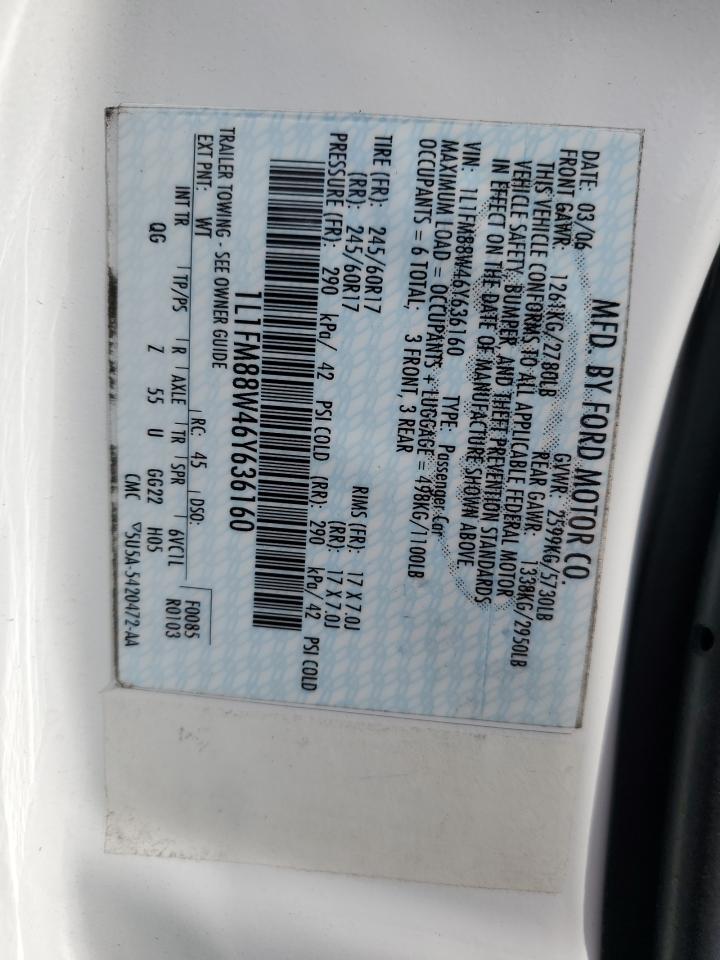 MFD. BY FORD MOTOR CO.
DATE: 03/06 GVWR: 2599KG/5730LB
FRONT GAWR: 1261KG/2780LB REAR GAWR: 1338KG/2950LB
THIS VEHICLE CONFORMS TO ALL APPLICABLE FEDERAL MOTOR
VEHICLE SAFETY, BUMPER, AND THEFT PREVENTION STANDARDS
IN EFFECT ON THE DATE OF MANUFACTURE SHOWN ABOVE.
VIN: 1L1FM88W46Y636160 TYPE: Passenger Car
MAXIMUM LOAD = OCCUPANTS + LUGGAGE = 498KG/1100LB
OCCUPANTS = 6 TOTAL; 3 FRONT, 3 REAR
TIRE (FR): 245/60R17 RIMS (FR): 17 X 7.0J
(RR): 245/60R17 (RR): 17 X 7.0J
PRESSURE (FR): 290 kPa/ 42 PSI COLD (RR): 290 kPa/ 42 PSI COLD
1L1FM88W46Y636160
TRAILER TOWING - SEE OWNER GUIDE
EXT PNT: WT RC: 45 DSO: F0085
R0103
INT TR TP/PS R AXLE TR SPR 6VC1L
QG Z 55 U GG22 H05
CMC ▽5U5A-5420472-AA